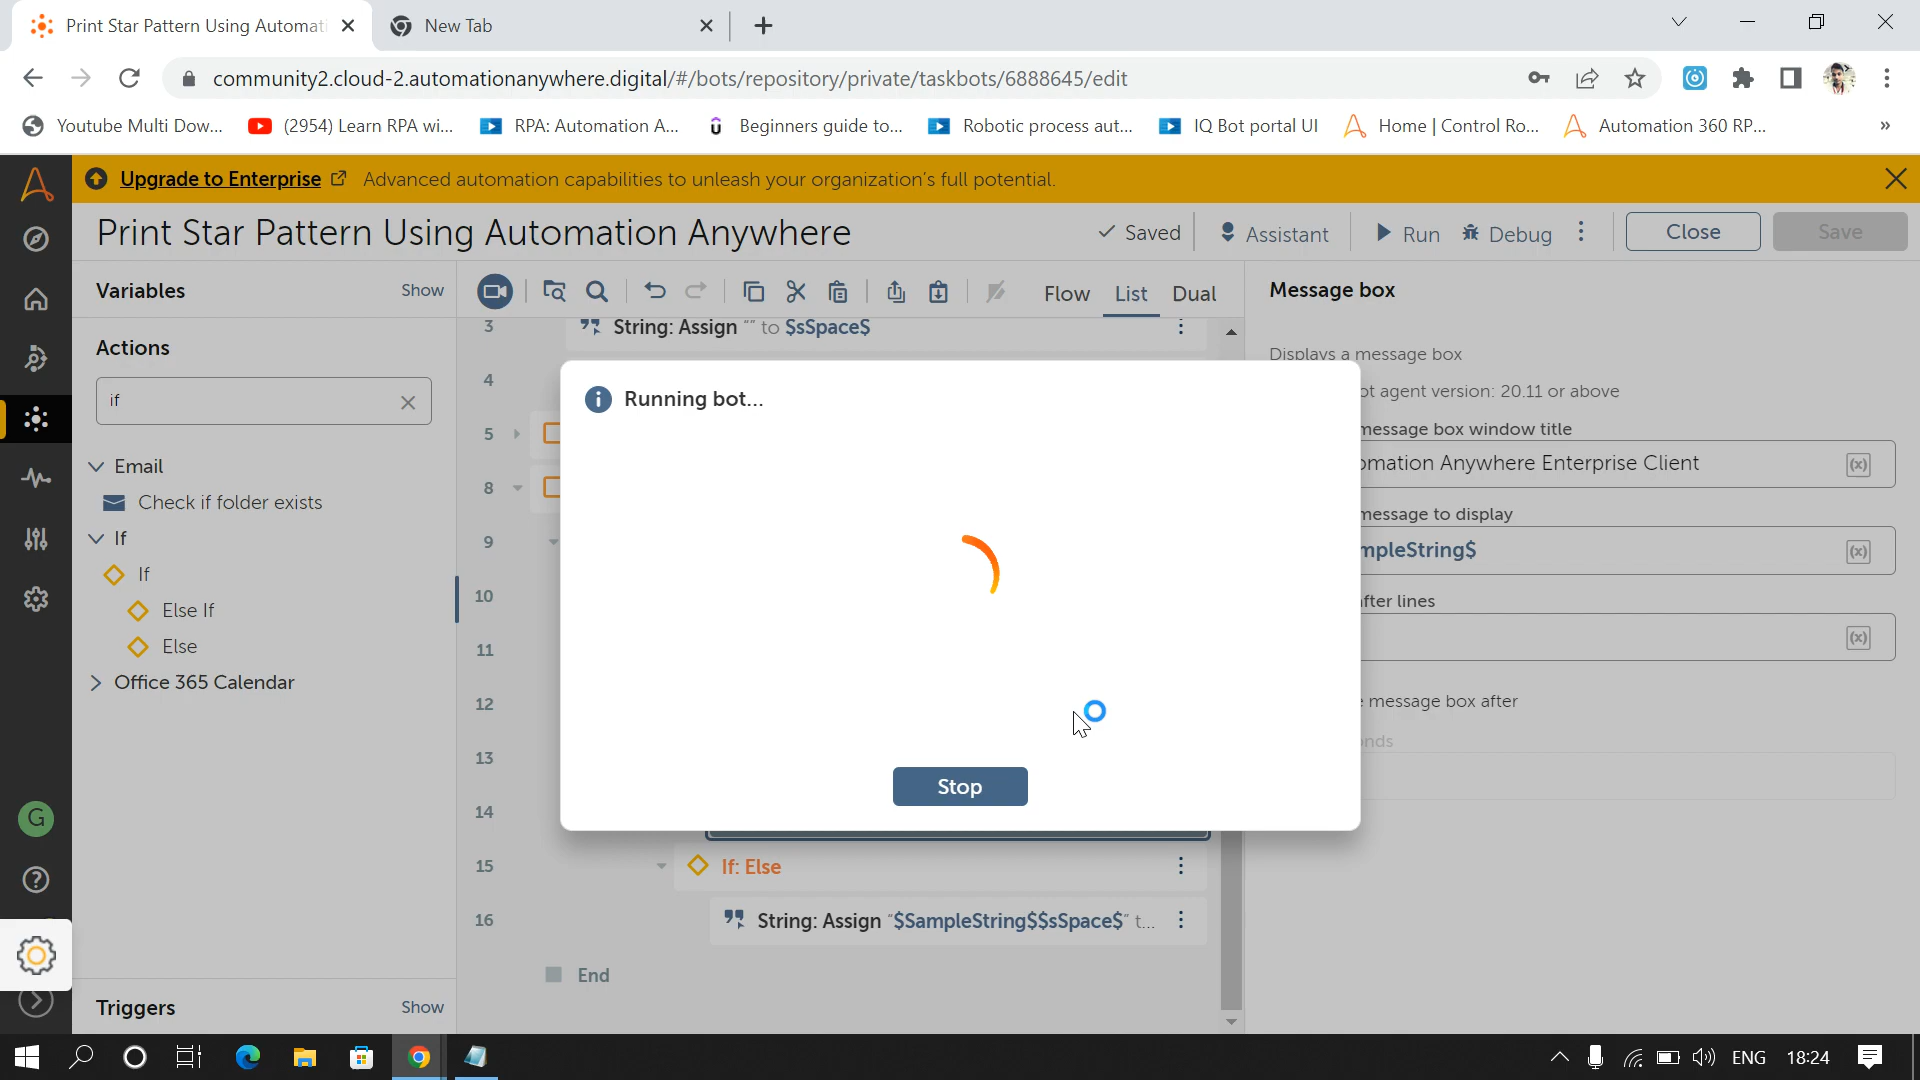 Print Star Pattern Using Automati
New Tab
community2.cloud-2.automationanywhere.digital/#/bots/repository/private/taskbots/6888645/edit
Youtube Multi Dow...
(2954) Learn RPA wi...
RPA: Automation A...
Beginners guide to...
Robotic process aut...
IQ Bot portal UI
Home | Control Ro...
Automation 360 RP...
»
Upgrade to Enterprise
Advanced automation capabilities to unleash your organization's full potential.
Print Star Pattern Using Automation Anywhere
Saved
Assistant
Run
Debug
Close
Save
Variables
Show
Flow
List
Dual
Message box
3
String: Assign "" to $sSpace$
Actions
Displays a message box
4
if
Running bot...
ot agent version: 20.11 or above
5
message box window title
Email
omation Anywhere Enterprise Client
(x)
8
Check if folder exists
message to display
If
9
mpleString$
(x)
If
10
fter lines
Else If
(x)
11
Else
Office 365 Calendar
12
e message box after
13
nds
Stop
14
G
15
If: Else
16
String: Assign "$SampleString$$sSpace$" t...
End
Triggers
Show
ENG
18:24